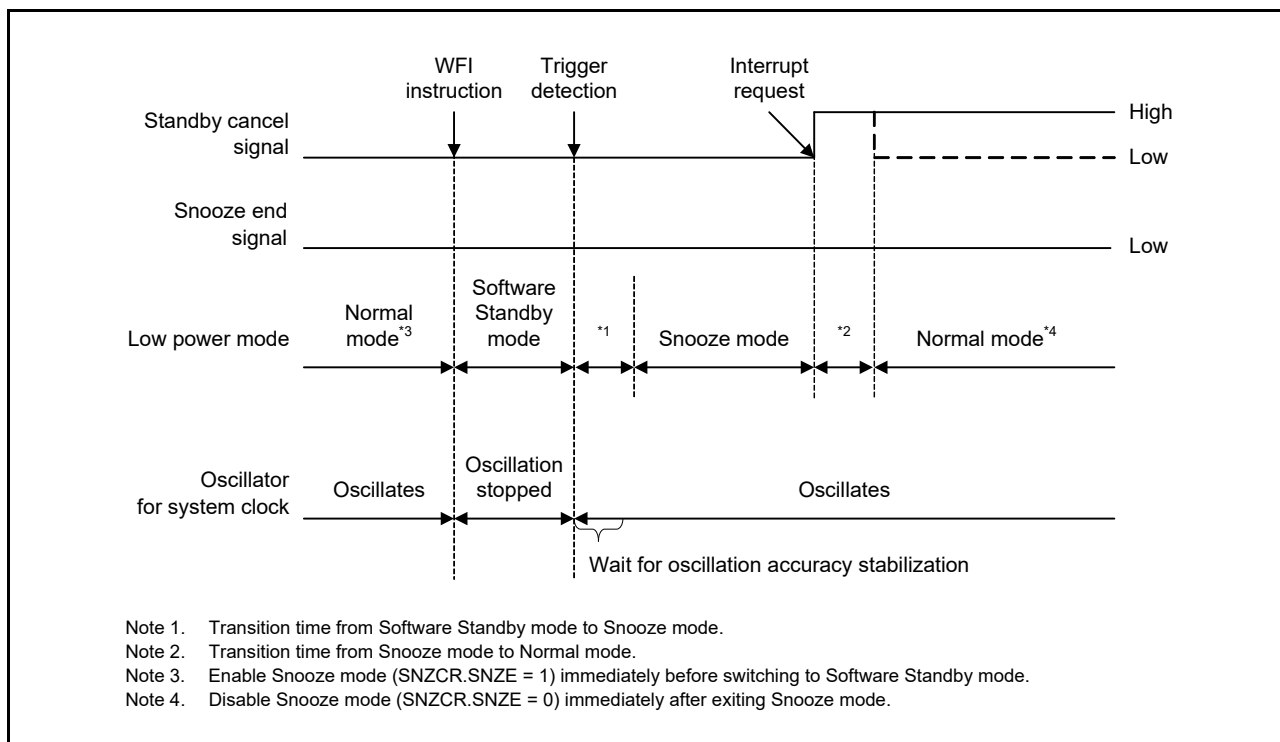 WFI
instruction
Trigger
detection
Interrupt
request
Standby cancel
signal
High
Low
Snooze end
signal
Low
Low power mode
Normal
mode*3
Software
Standby
mode
*1
Snooze mode
*2
Normal mode*4
Oscillator
for system clock
Oscillates
Oscillation
stopped
Oscillates
Wait for oscillation accuracy stabilization
Note 1. Transition time from Software Standby mode to Snooze mode.
Note 2. Transition time from Snooze mode to Normal mode.
Note 3. Enable Snooze mode (SNZCR.SNZE = 1) immediately before switching to Software Standby mode.
Note 4. Disable Snooze mode (SNZCR.SNZE = 0) immediately after exiting Snooze mode.